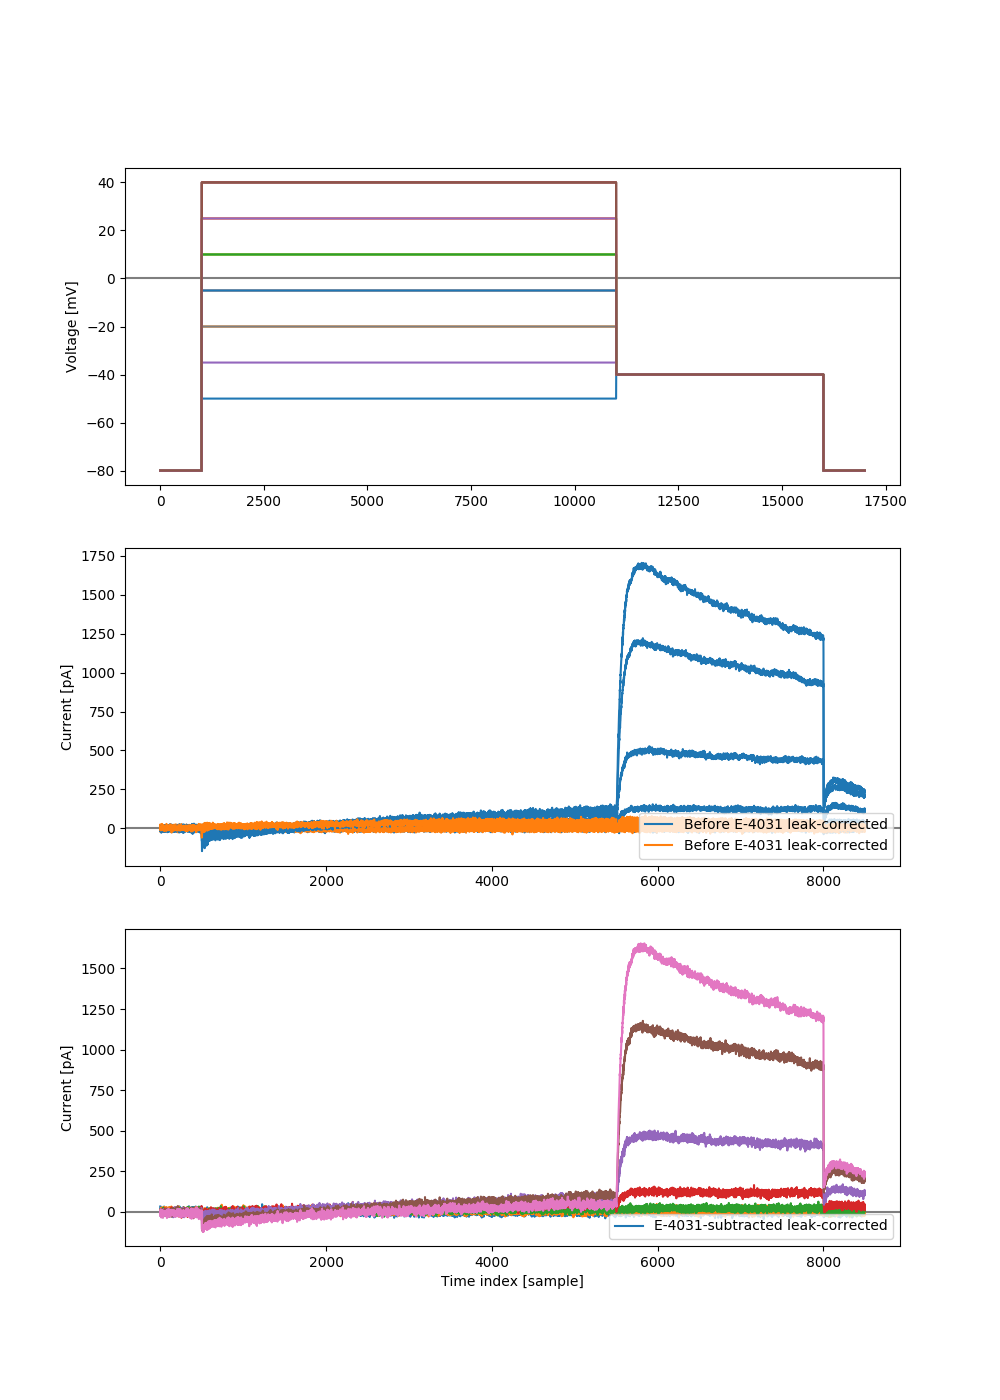 40
20
0
−20
−40
−60
−80
Voltage [mV]
0 2500 5000 7500 10000 12500 15000 17500
1750
1500
1250
1000
750
500
250
0
Current [pA]
Before E-4031 leak-corrected
Before E-4031 leak-corrected
0 2000 4000 6000 8000
1500
1250
1000
750
500
250
0
Current [pA]
E-4031-subtracted leak-corrected
0 2000 4000 6000 8000
Time index [sample]